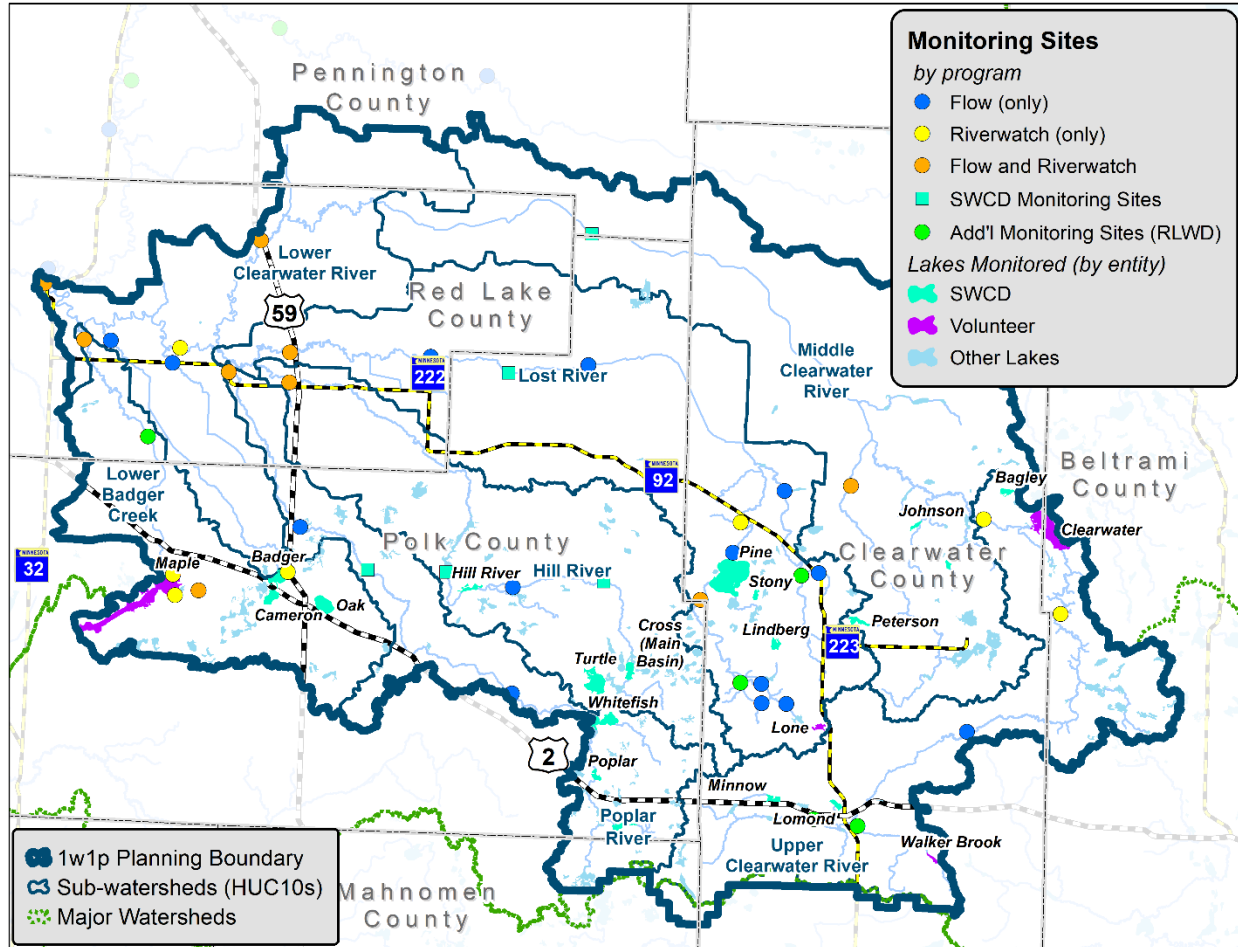 Monitoring Sites
by program
Flow (only)
Riverwatch (only)
Flow and Riverwatch
SWCD Monitoring Sites
Add'l Monitoring Sites (RLWD)
Lakes Monitored (by entity)
SWCD
Volunteer
Other Lakes
Pennington
County
Lower
Clearwater River
59
Red Lake
County
MINNESOTA
222
Lost River
Middle
Clearwater
River
Lower
Badger
Creek
MINNESOTA
92
Bagley
Beltrami
County
Johnson
Clearwater
MINNESOTA
32
Maple
Badger
Polk County
Hill River
Hill River
Pine
Stony
Clearwater
County
Cameron
Oak
Cross
(Main
Basin)
Lindberg
Peterson
MINNESOTA
223
Turtle
Whitefish
Lone
2
Poplar
Minnow
Poplar
River
Lomond
Upper
Clearwater River
Walker Brook
Mahnomen
County
1w1p Planning Boundary
Sub-watersheds (HUC10s)
Major Watersheds